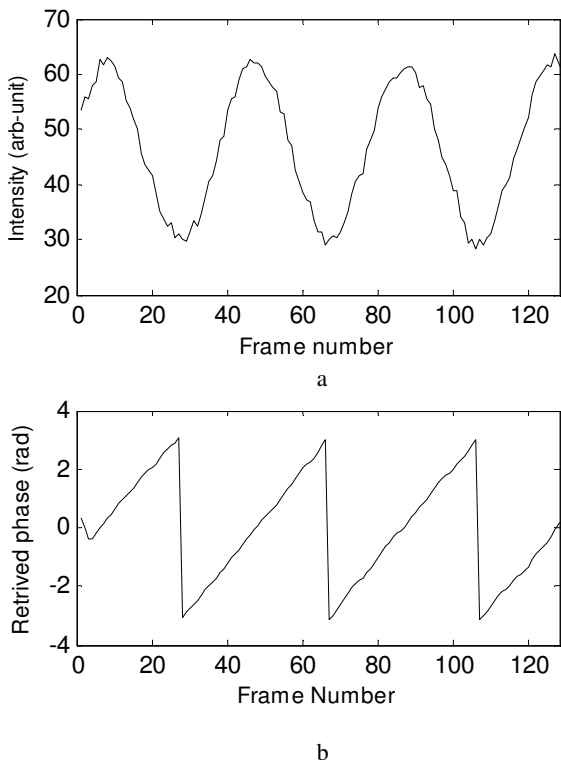 70
60
50
40
30
20
Intensity (arb-unit)
0 20 40 60 80 100 120
Frame number
a
4
2
0
-2
-4
Retrived phase (rad)
0 20 40 60 80 100 120
Frame Number
b